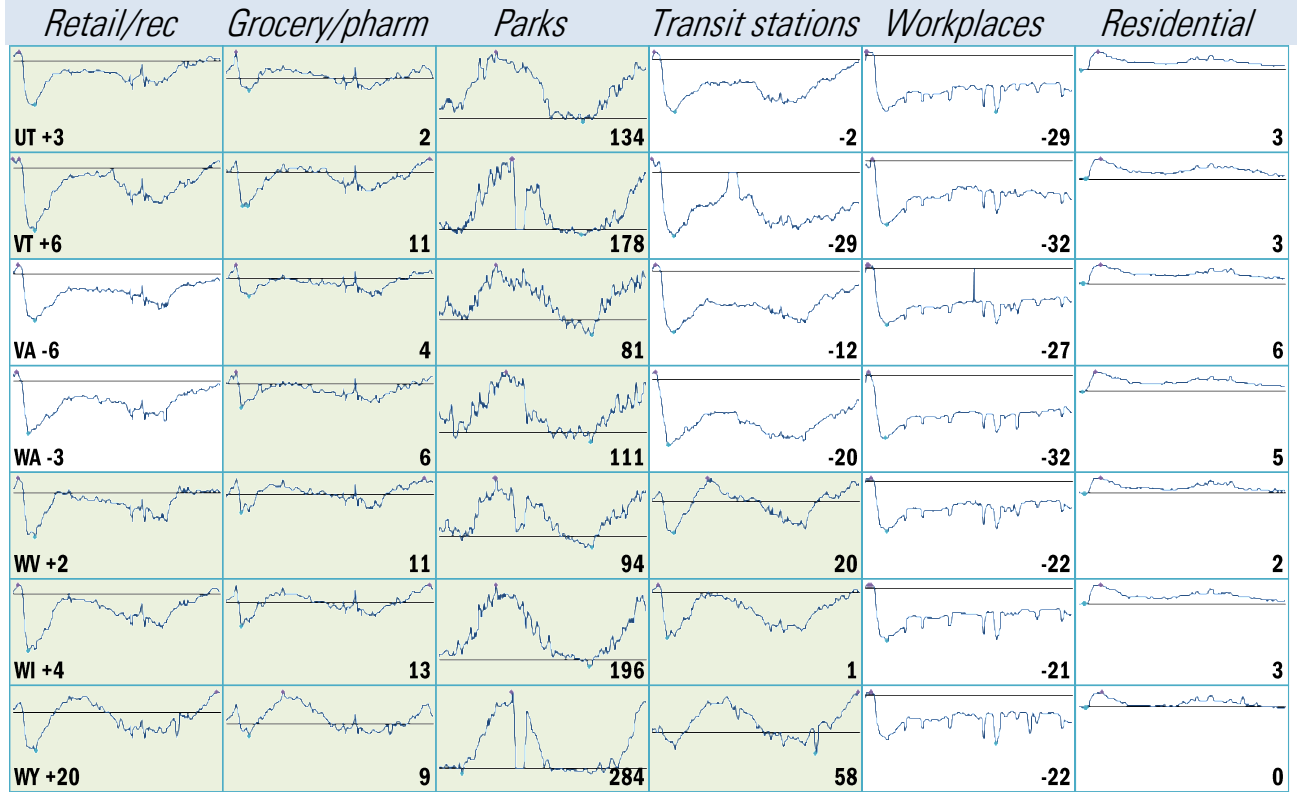 Retail/rec Grocery/pharm Parks Transit stations Workplaces Residential
UT +3 2 134 -2 -29 3
VT +6 11 178 -29 -32 3
VA -6 4 81 -12 -27 6
WA -3 6 111 -20 -32 5
WV +2 11 94 20 -22 2
WI +4 13 196 1 -21 3
WY +20 9 284 58 -22 0